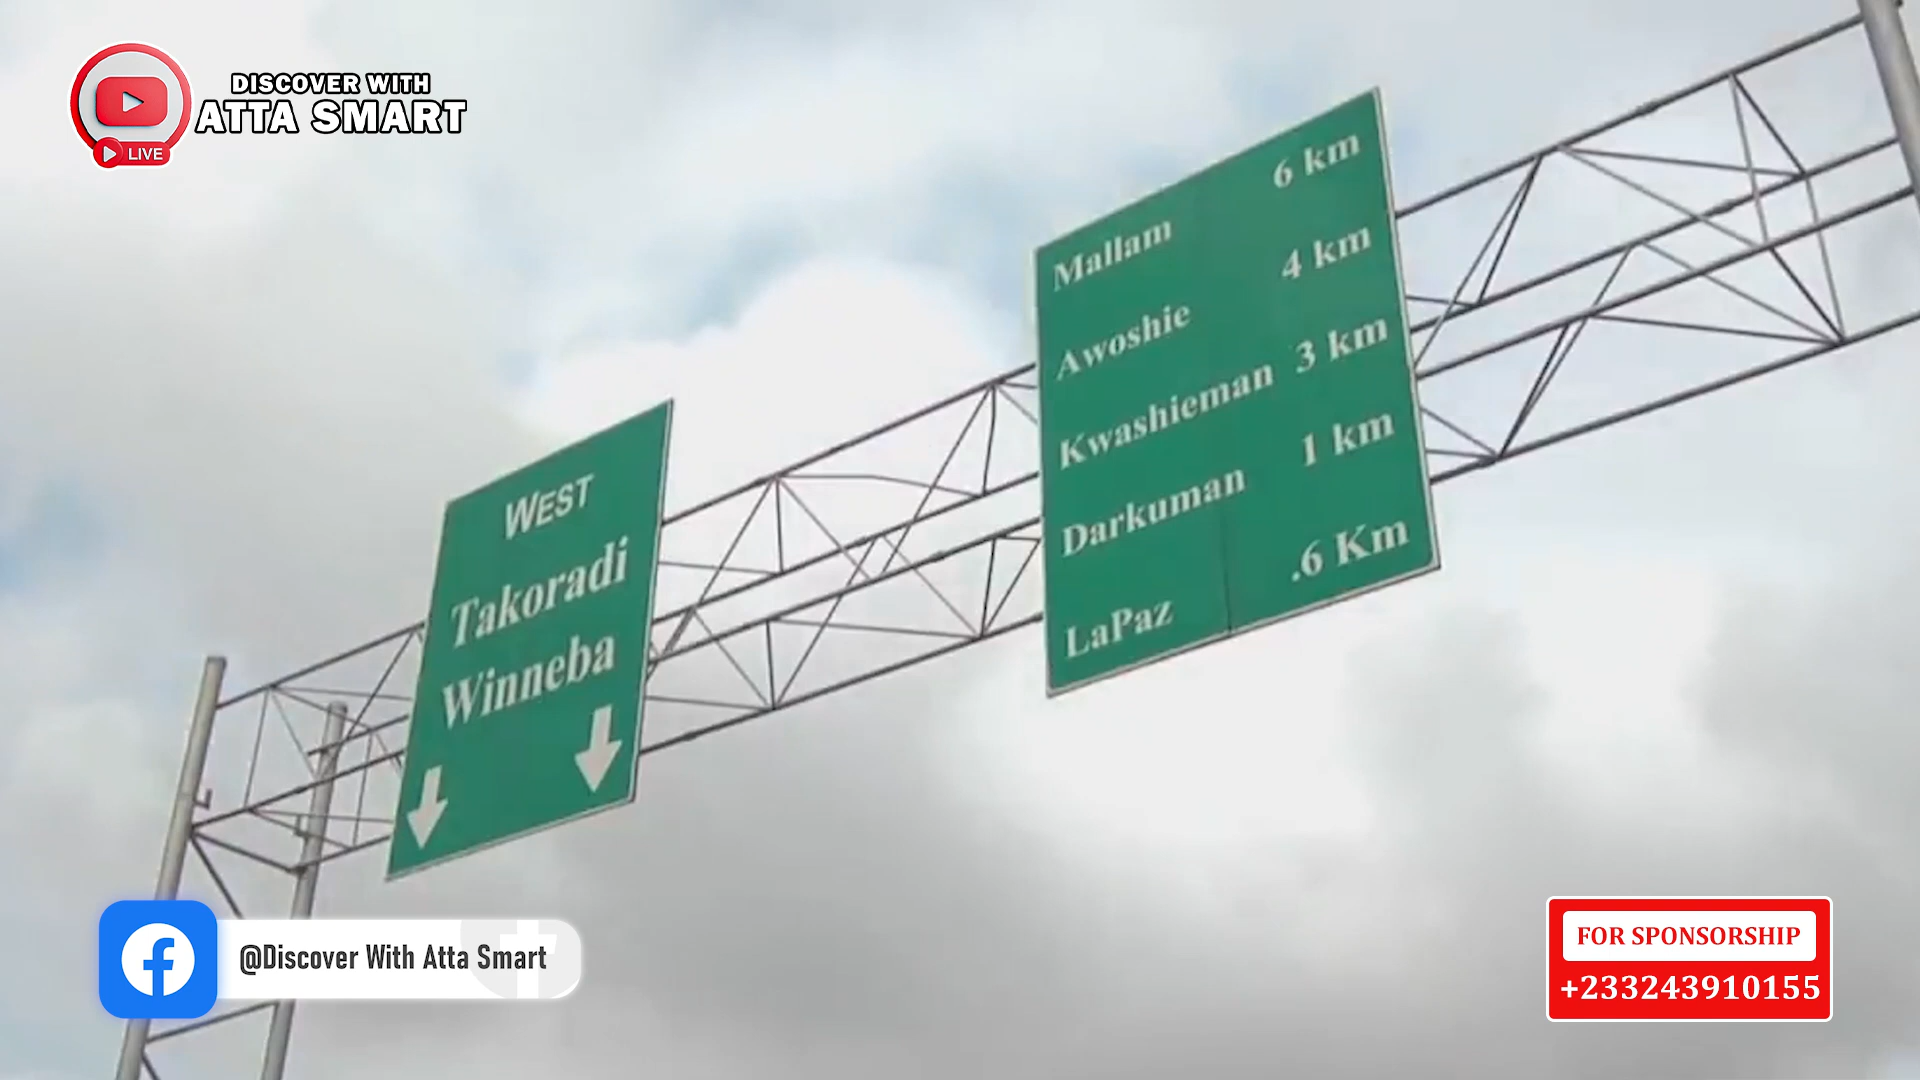 DISCOVER WITH
ATTA SMART
LIVE
WEST
Takoradi
Winneba
Mallam 6 km
Awoshie 4 km
Kwashieman 3 km
Darkuman 1 km
LaPaz .6 Km
@Discover With Atta Smart
FOR SPONSORSHIP
+233243910155